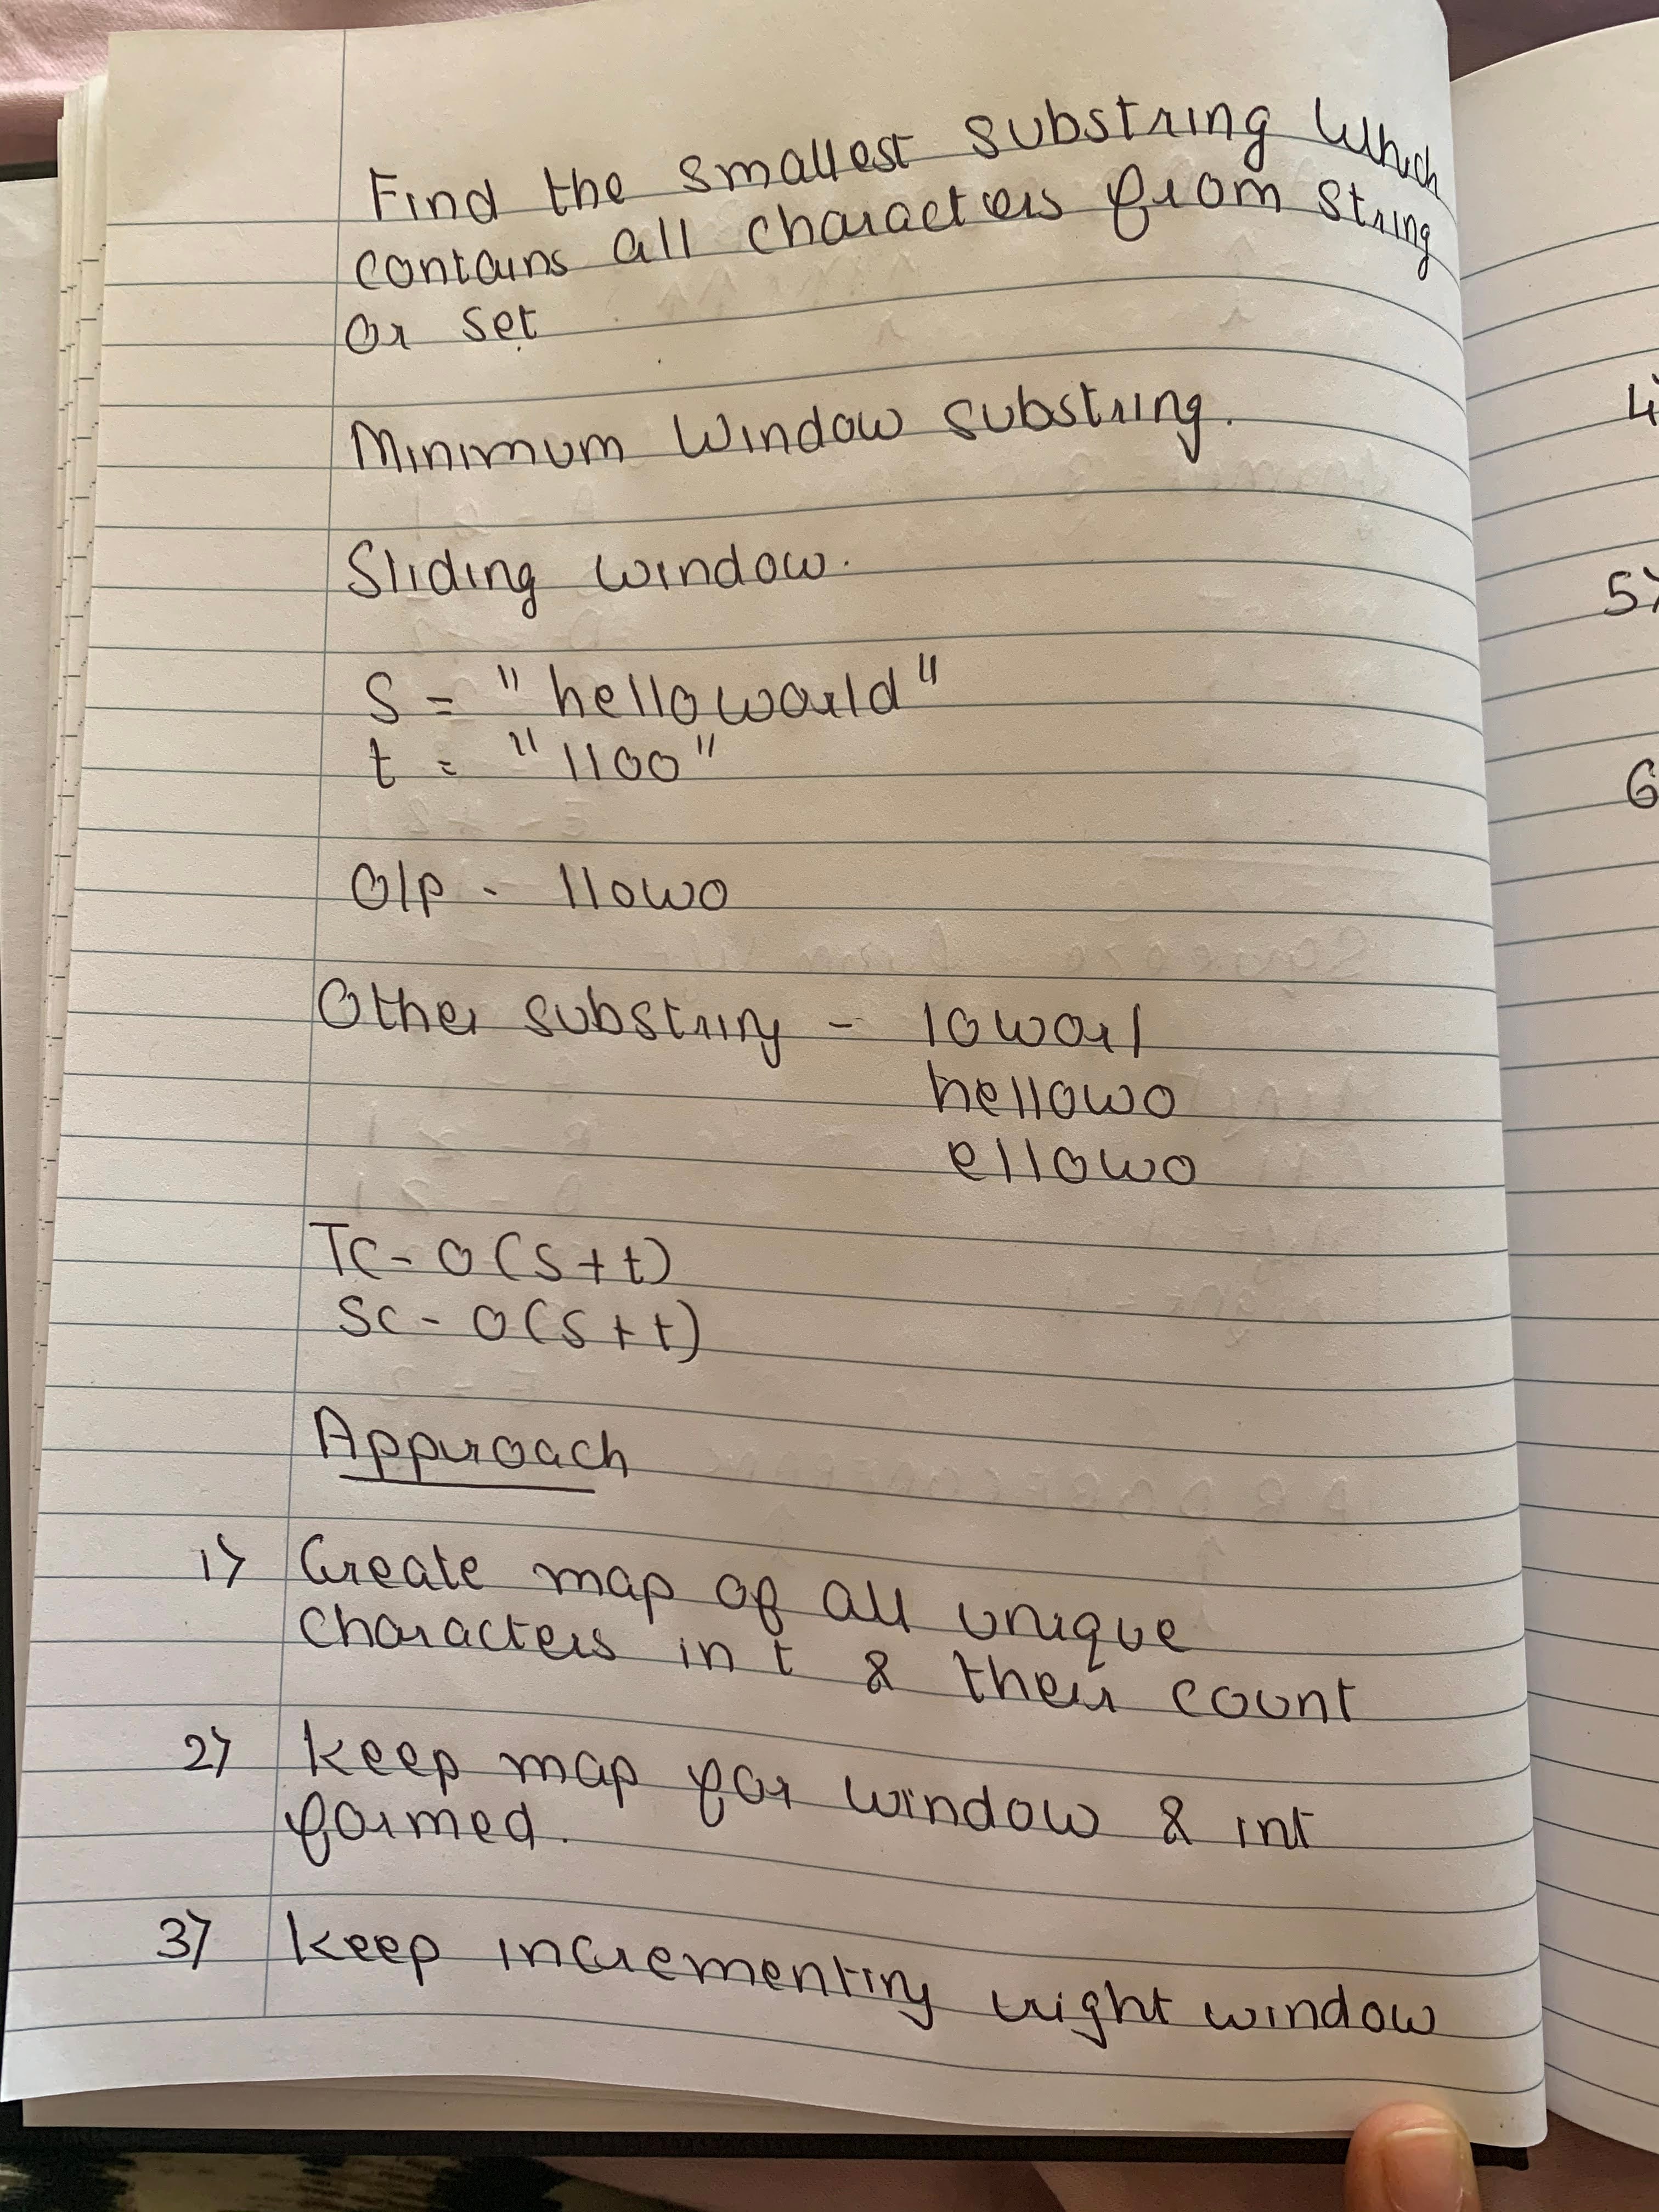 Find the smallest substring which
contains all characters from string
or set
Minimum Window substring.
Sliding window.
S = "helloworld"
t = "lloo"
O/P - llowo
Other substring - loworl
hellowo
ellowo
TC - O(S+t)
SC - O(S+t)
Approach
1) Create map of all unique
characters in t & their count
2) keep map for window & int
formed.
3) keep incrementing right window
4)
5)
6